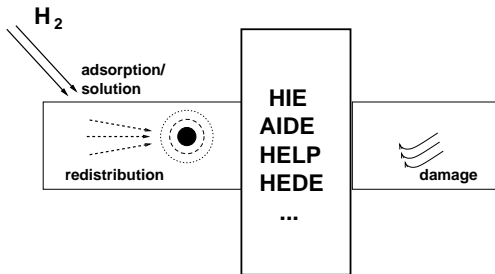 H2
adsorption/
solution
redistribution
HIE
AIDE
HELP
HEDE
...
damage